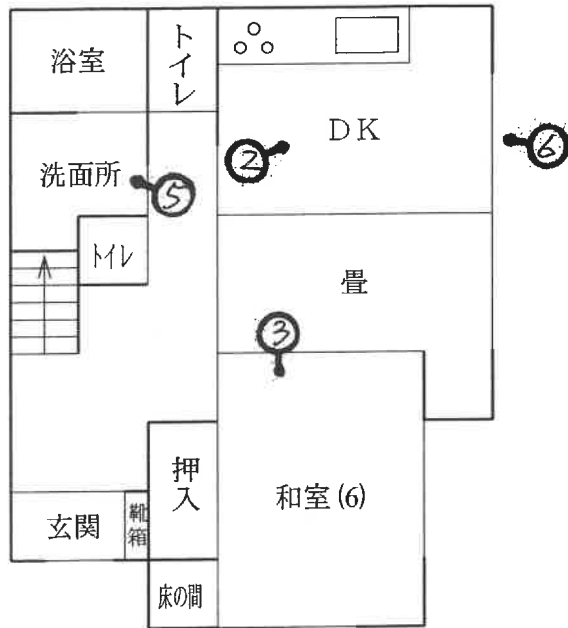 浴室
トイレ
DK
②
⑥
洗面所
⑤
トイレ
畳
③
押入
和室(6)
玄関
靴箱
床の間